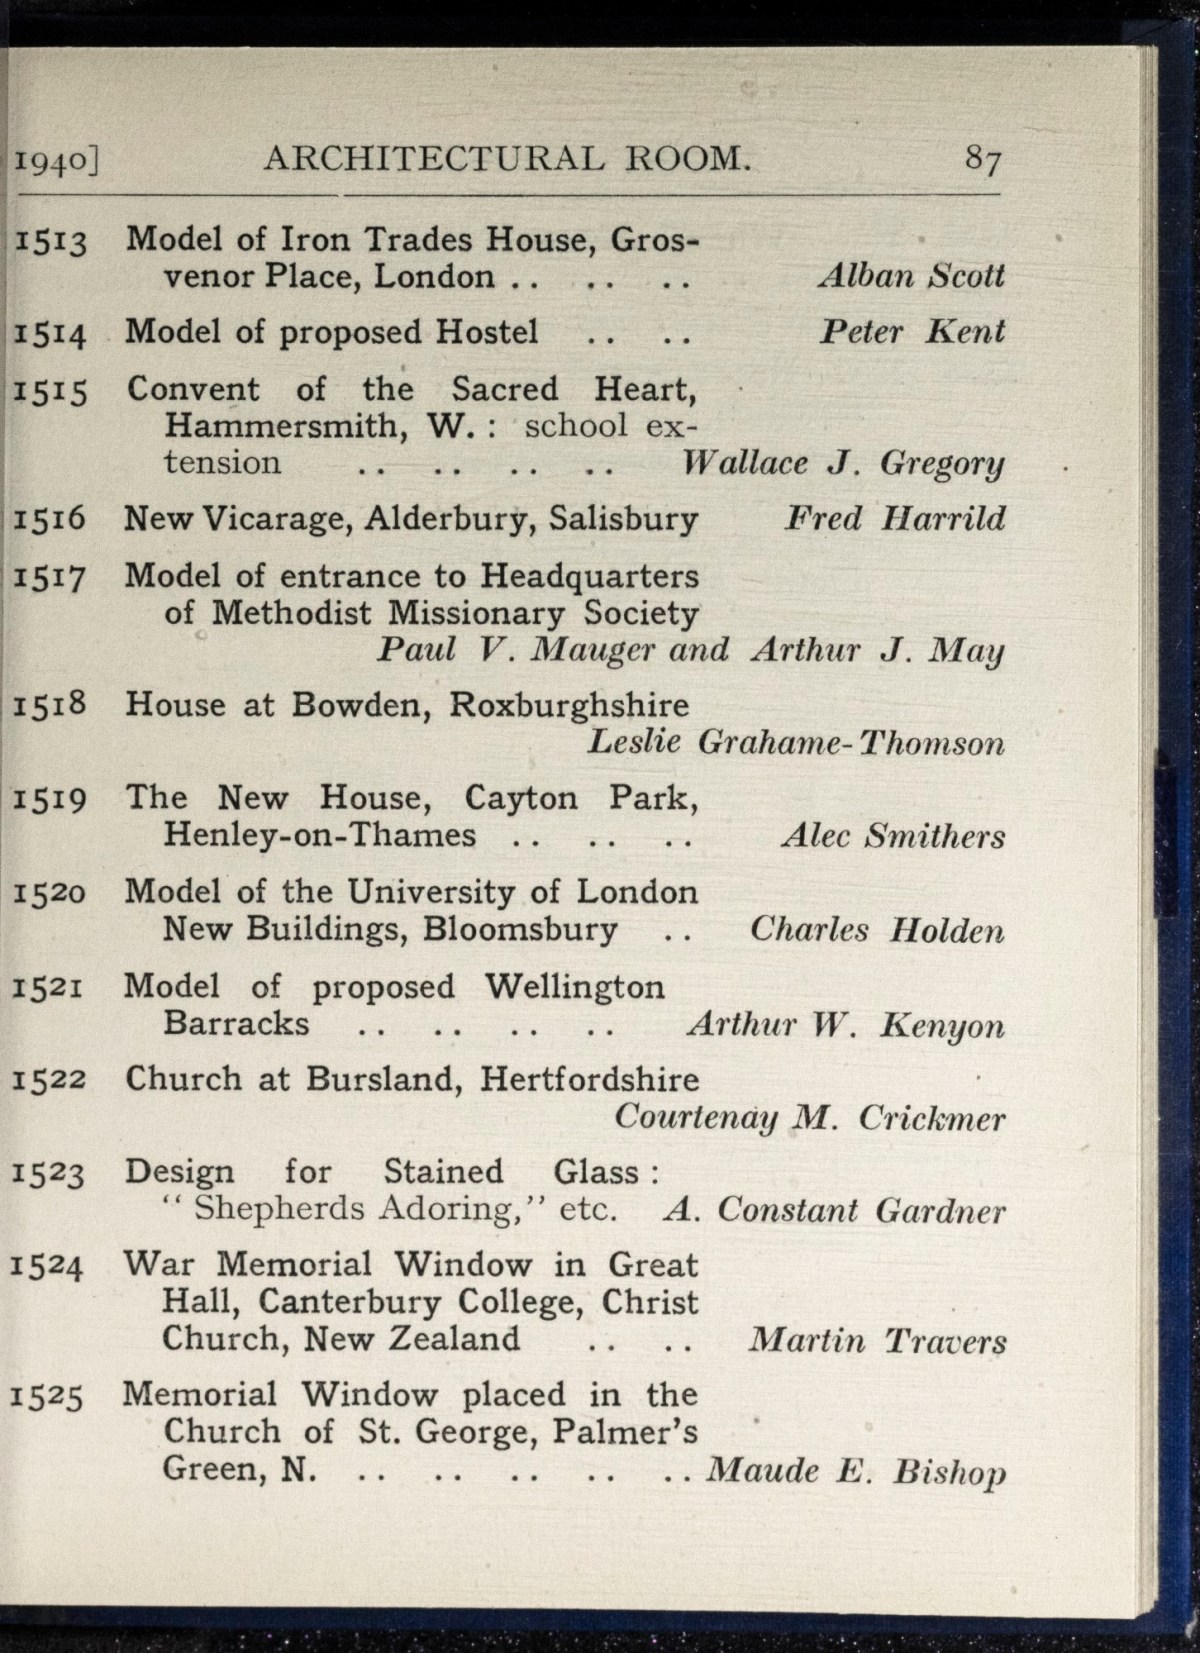 1940] ARCHITECTURAL ROOM. 87
1513 Model of Iron Trades House, Gros-
venor Place, London .. .. .. Alban Scott
1514 Model of proposed Hostel .. .. Peter Kent
1515 Convent of the Sacred Heart,
Hammersmith, W. : school ex-
tension .. .. .. .. Wallace J. Gregory
1516 New Vicarage, Alderbury, Salisbury Fred Harrild
1517 Model of entrance to Headquarters
of Methodist Missionary Society
Paul V. Mauger and Arthur J. May
1518 House at Bowden, Roxburghshire
Leslie Grahame-Thomson
1519 The New House, Cayton Park,
Henley-on-Thames .. .. .. Alec Smithers
1520 Model of the University of London
New Buildings, Bloomsbury .. Charles Holden
1521 Model of proposed Wellington
Barracks .. .. .. .. Arthur W. Kenyon
1522 Church at Bursland, Hertfordshire
Courtenay M. Crickmer
1523 Design for Stained Glass :
“ Shepherds Adoring,” etc. A. Constant Gardner
1524 War Memorial Window in Great
Hall, Canterbury College, Christ
Church, New Zealand .. .. Martin Travers
1525 Memorial Window placed in the
Church of St. George, Palmer’s
Green, N. .. .. .. .. .. Maude E. Bishop